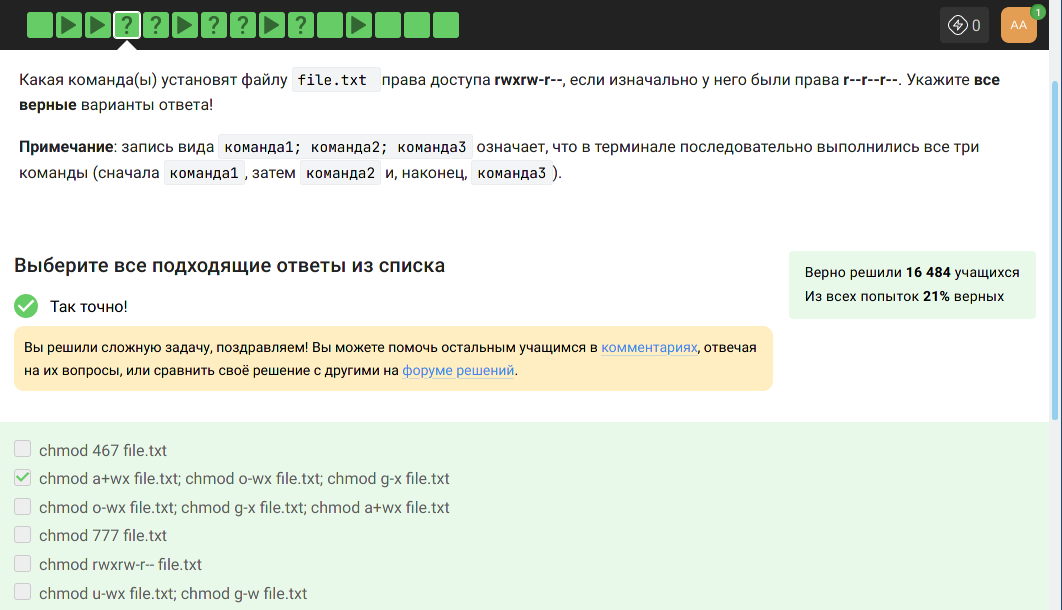 ? ? ? ? ? 0 AA 1
Какая команда(ы) установят файлу file.txt права доступа rwxrw-r--, если изначально у него были права r--r--r--. Укажите все
верные варианты ответа!
Примечание: запись вида команда1; команда2; команда3 означает, что в терминале последовательно выполнились все три
команды (сначала команда1, затем команда2 и, наконец, команда3).
Выберите все подходящие ответы из списка
Верно решили 16 484 учащихся
Из всех попыток 21% верных
Так точно!
Вы решили сложную задачу, поздравляем! Вы можете помочь остальным учащимся в комментариях, отвечая
на их вопросы, или сравнить своё решение с другими на форуме решений.
chmod 467 file.txt
chmod a+wx file.txt; chmod o-wx file.txt; chmod g-x file.txt
chmod o-wx file.txt; chmod g-x file.txt; chmod a+wx file.txt
chmod 777 file.txt
chmod rwxrw-r-- file.txt
chmod u-wx file.txt; chmod g-w file.txt